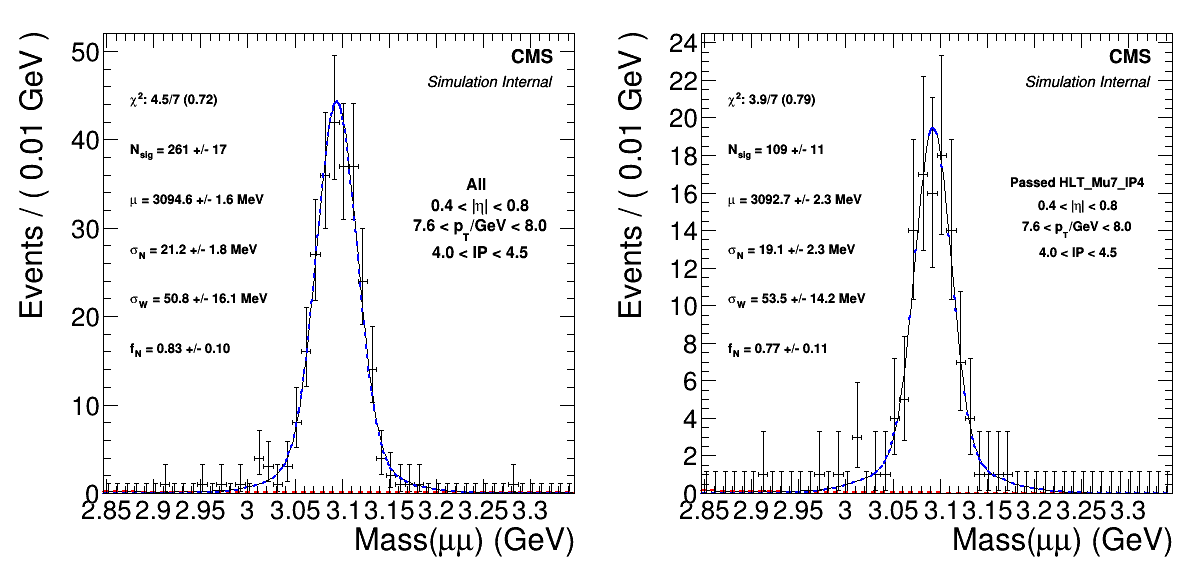 Events / ( 0.01 GeV )
50
40
30
20
10
0
CMS
Simulation Internal
χ²: 4.5/7 (0.72)
N_sig = 261 +/- 17
μ = 3094.6 +/- 1.6 MeV
σ_N = 21.2 +/- 1.8 MeV
σ_W = 50.8 +/- 16.1 MeV
f_N = 0.83 +/- 0.10
All
0.4 < |η| < 0.8
7.6 < p_T/GeV < 8.0
4.0 < IP < 4.5
2.85 2.9 2.95 3 3.05 3.1 3.15 3.2 3.25 3.3
Mass(μμ) (GeV)
Events / ( 0.01 GeV )
24
22
20
18
16
14
12
10
8
6
4
2
0
CMS
Simulation Internal
χ²: 3.9/7 (0.79)
N_sig = 109 +/- 11
μ = 3092.7 +/- 2.3 MeV
σ_N = 19.1 +/- 2.3 MeV
σ_W = 53.5 +/- 14.2 MeV
f_N = 0.77 +/- 0.11
Passed HLT_Mu7_IP4
0.4 < |η| < 0.8
7.6 < p_T/GeV < 8.0
4.0 < IP < 4.5
2.85 2.9 2.95 3 3.05 3.1 3.15 3.2 3.25 3.3
Mass(μμ) (GeV)